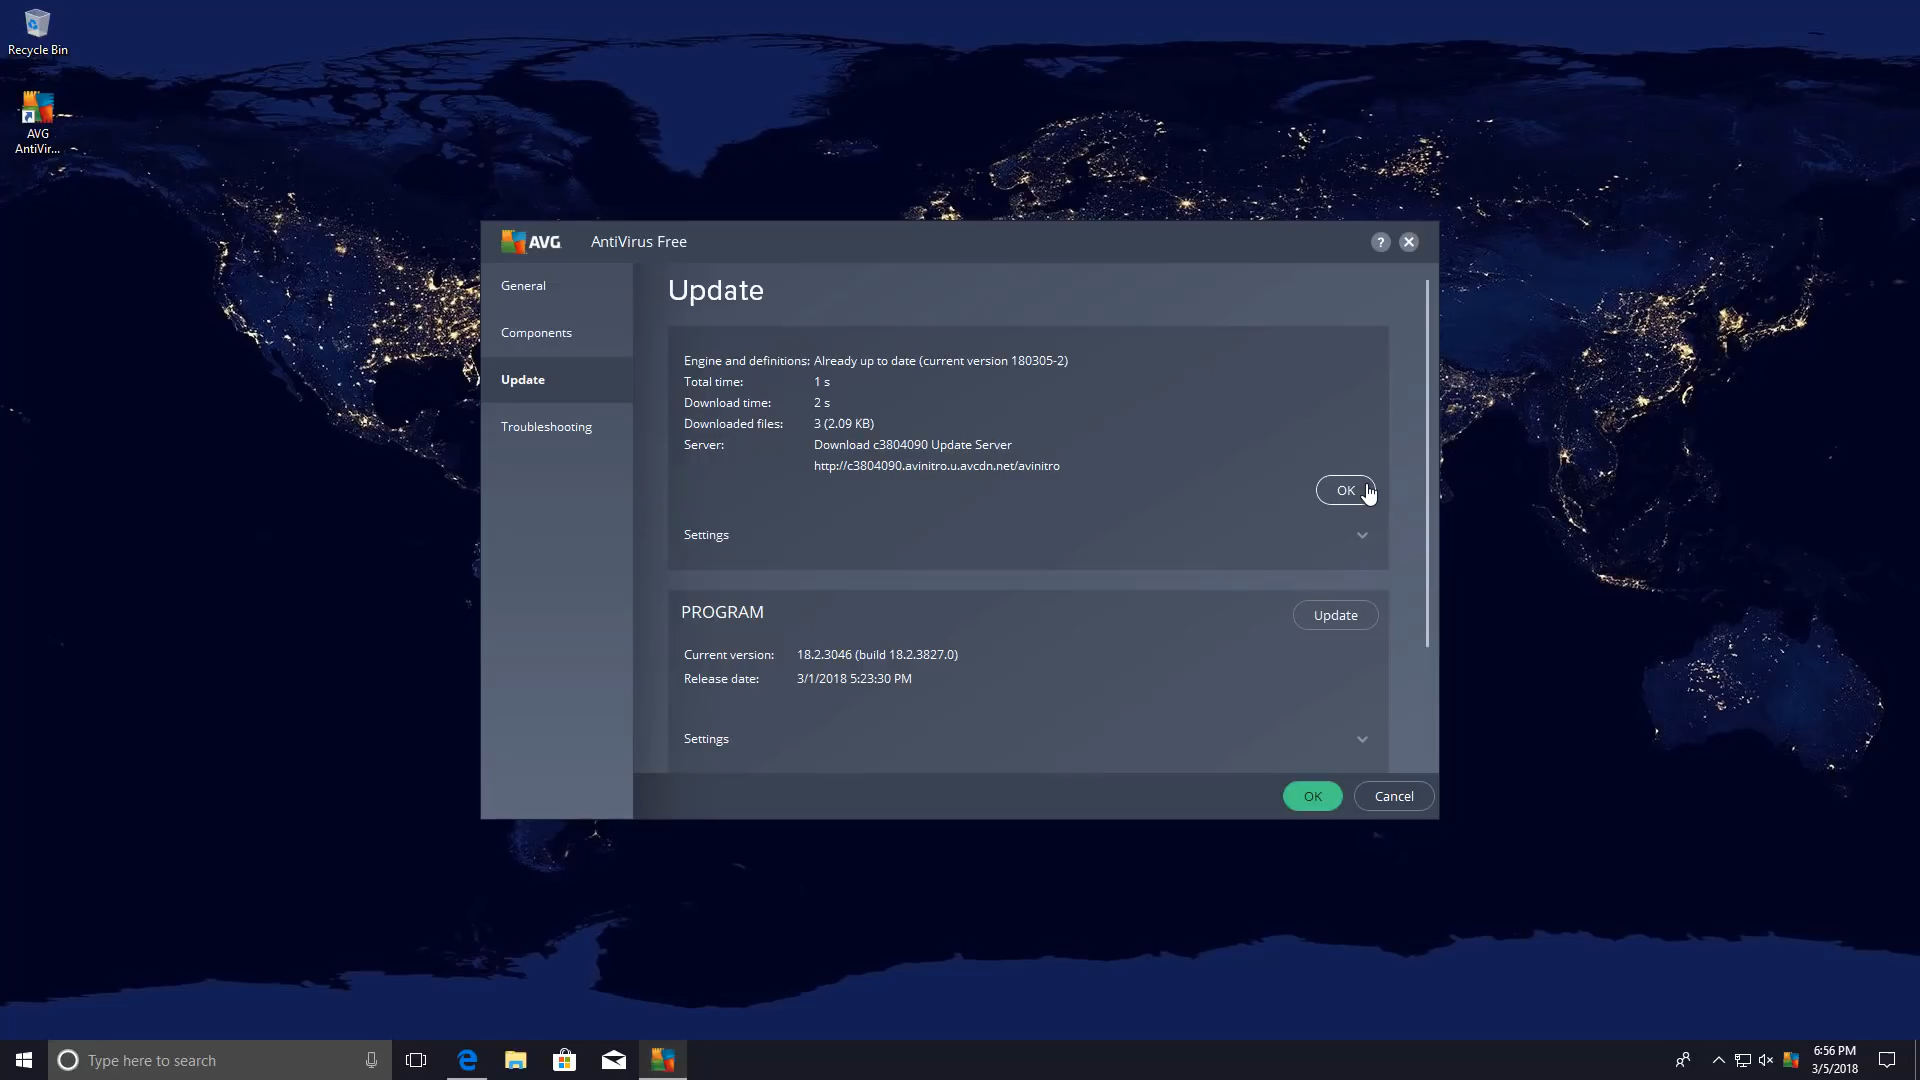 Recycle Bin
AVG
AntiVir...
AVG
AntiVirus Free
?
General
Components
Update
Troubleshooting
Update
Engine and definitions: Already up to date (current version 180305-2)
Total time: 1 s
Download time: 2 s
Downloaded files: 3 (2.09 KB)
Server: Download c3804090 Update Server
http://c3804090.avinitro.u.avcdn.net/avinitro
OK
Settings
PROGRAM
Update
Current version: 18.2.3046 (build 18.2.3827.0)
Release date: 3/1/2018 5:23:30 PM
Settings
OK
Cancel
Type here to search
6:56 PM
3/5/2018